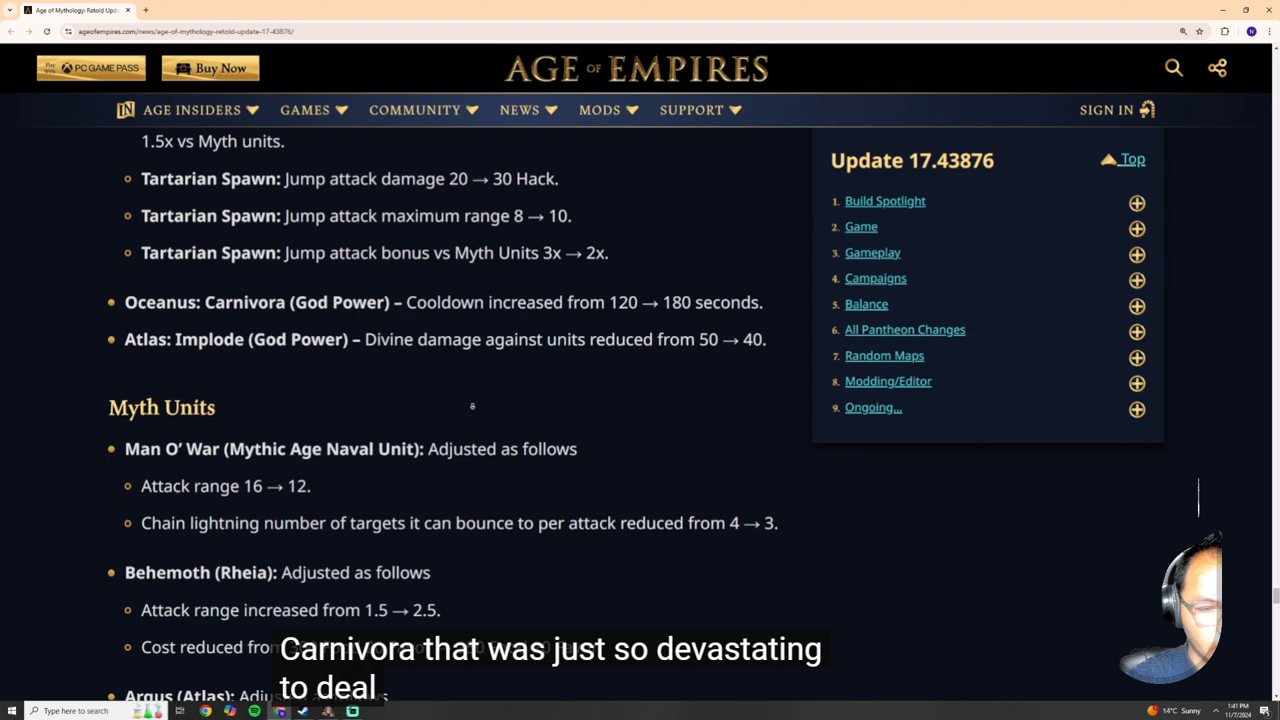 Age of Mythology: Retold Upda
ageofempires.com/news/age-of-mythology-retold-update-17-43876/
PC GAME PASS
Buy Now
AGE OF EMPIRES
AGE INSIDERS GAMES COMMUNITY NEWS MODS SUPPORT SIGN IN
1.5x vs Myth units.
Tartarian Spawn: Jump attack damage 20 → 30 Hack.
Tartarian Spawn: Jump attack maximum range 8 → 10.
Tartarian Spawn: Jump attack bonus vs Myth Units 3x → 2x.
Oceanus: Carnivora (God Power) – Cooldown increased from 120 → 180 seconds.
Atlas: Implode (God Power) – Divine damage against units reduced from 50 → 40.
Myth Units
Man O’ War (Mythic Age Naval Unit): Adjusted as follows
Attack range 16 → 12.
Chain lightning number of targets it can bounce to per attack reduced from 4 → 3.
Behemoth (Rheia): Adjusted as follows
Attack range increased from 1.5 → 2.5.
Cost reduced from
Argus (Atlas):
Update 17.43876
Top
1. Build Spotlight
2. Game
3. Gameplay
4. Campaigns
5. Balance
6. All Pantheon Changes
7. Random Maps
8. Modding/Editor
9. Ongoing...
Carnivora that was just so devastating
to deal
Type here to search
14°C Sunny
1:41 PM
11/7/2024